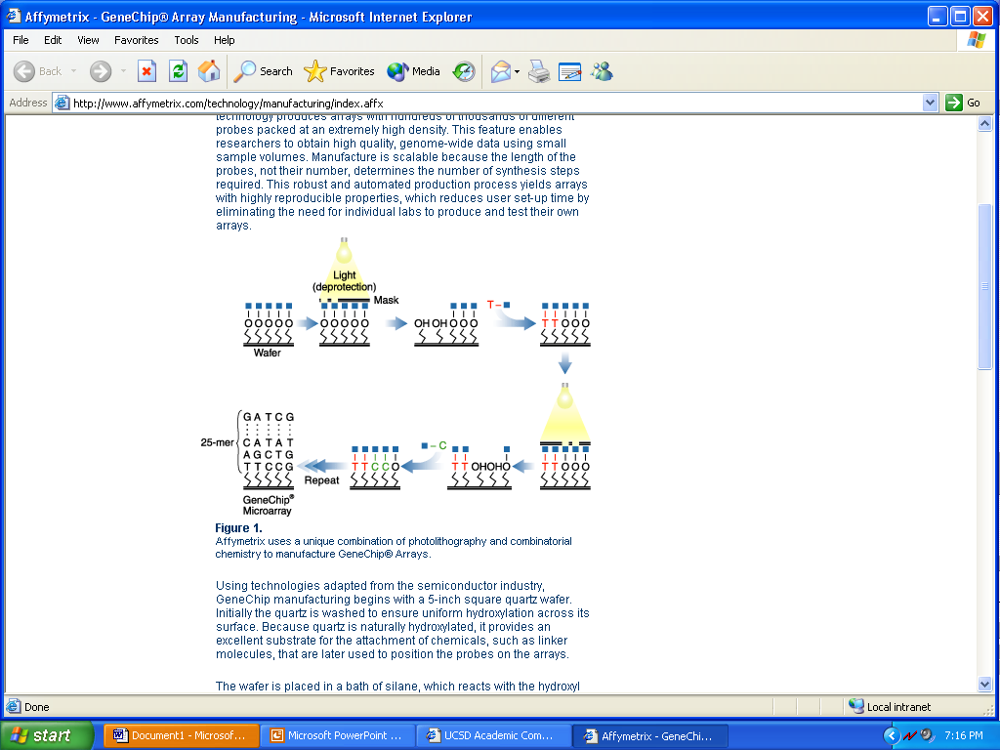 Affymetrix - GeneChip® Array Manufacturing - Microsoft Internet Explorer
File Edit View Favorites Tools Help
Back Search Favorites Media
Address http://www.affymetrix.com/technology/manufacturing/index.affx Go
technology produces arrays with hundreds of thousands of different
probes packed at an extremely high density. This feature enables
researchers to obtain high quality, genome-wide data using small
sample volumes. Manufacture is scalable because the length of the
probes, not their number, determines the number of synthesis steps
required. This robust and automated production process yields arrays
with highly reproducible properties, which reduces user set-up time by
eliminating the need for individual labs to produce and test their own
arrays.
Light
(deprotection)
Mask
T–
OOOOO OOOOO OH OH OOO TTOOO
Wafer
GATCG
25-mer CATAT
AGCTG
TTCCG
Repeat
TTCCO
–C
TTOHOHO
TTOOO
GeneChip®
Microarray
Figure 1.
Affymetrix uses a unique combination of photolithography and combinatorial
chemistry to manufacture GeneChip® Arrays.
Using technologies adapted from the semiconductor industry,
GeneChip manufacturing begins with a 5-inch square quartz wafer.
Initially the quartz is washed to ensure uniform hydroxylation across its
surface. Because quartz is naturally hydroxylated, it provides an
excellent substrate for the attachment of chemicals, such as linker
molecules, that are later used to position the probes on the arrays.
The wafer is placed in a bath of silane, which reacts with the hydroxyl
Done Local intranet
start Document1 - Microsof... Microsoft PowerPoint ... UCSD Academic Com... Affymetrix - GeneChi... 7:16 PM